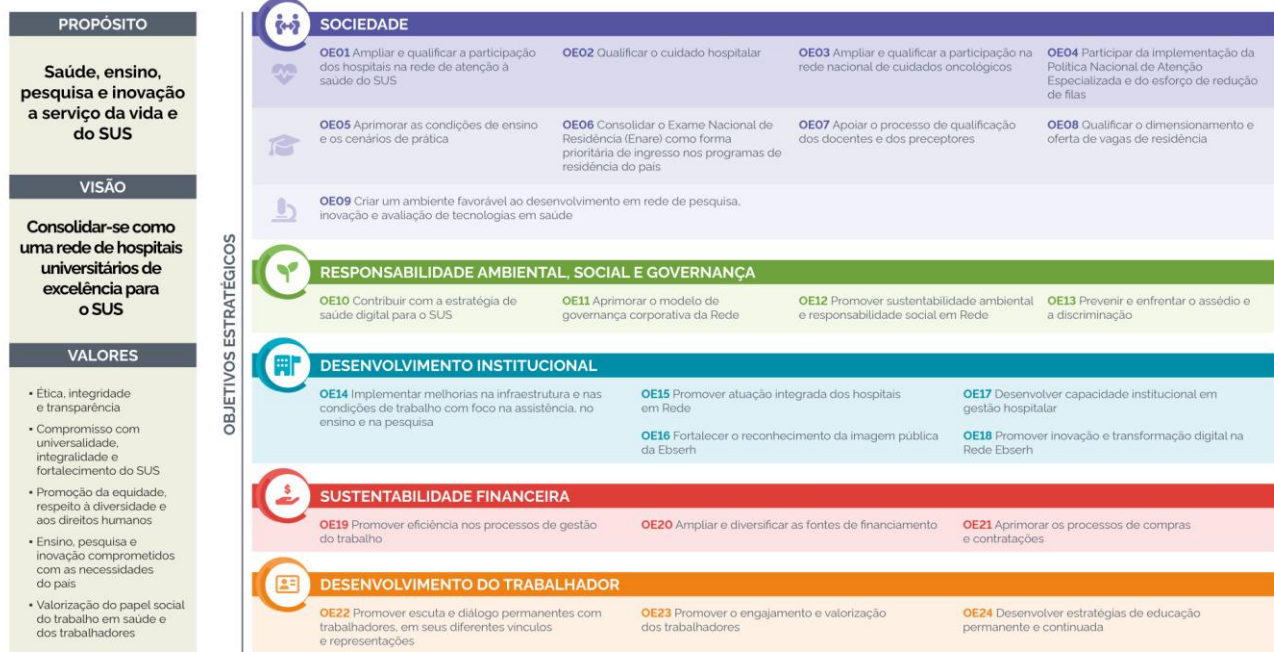 PROPÓSITO
Saúde, ensino,
pesquisa e inovação
a serviço da vida e
do SUS
VISÃO
Consolidar-se como
uma rede de hospitais
universitários de
excelência para
o SUS
VALORES
• Ética, integridade
e transparência
• Compromisso com
universalidade,
integralidade e
fortalecimento do SUS
• Promoção da equidade,
respeito à diversidade e
aos direitos humanos
• Ensino, pesquisa e
inovação comprometidos
com as necessidades
do país
• Valorização do papel social
do trabalho em saúde e
dos trabalhadores
OBJETIVOS ESTRATÉGICOS
SOCIEDADE
OE01 Ampliar e qualificar a participação
dos hospitais na rede de atenção à
saúde do SUS
OE02 Qualificar o cuidado hospitalar
OE03 Ampliar e qualificar a participação na
rede nacional de cuidados oncológicos
OE04 Participar da implementação da
Política Nacional de Atenção
Especializada e do esforço de redução
de filas
OE05 Aprimorar as condições de ensino
e os cenários de prática
OE06 Consolidar o Exame Nacional de
Residência (Enare) como forma
prioritária de ingresso nos programas de
residência do país
OE07 Apoiar o processo de qualificação
dos docentes e dos preceptores
OE08 Qualificar o dimensionamento e
oferta de vagas de residência
OE09 Criar um ambiente favorável ao desenvolvimento em rede de pesquisa,
inovação e avaliação de tecnologias em saúde
RESPONSABILIDADE AMBIENTAL, SOCIAL E GOVERNANÇA
OE10 Contribuir com a estratégia de
saúde digital para o SUS
OE11 Aprimorar o modelo de
governança corporativa da Rede
OE12 Promover sustentabilidade ambiental
e responsabilidade social em Rede
OE13 Prevenir e enfrentar o assédio e
a discriminação
DESENVOLVIMENTO INSTITUCIONAL
OE14 Implementar melhorias na infraestrutura e nas
condições de trabalho com foco na assistência, no
ensino e na pesquisa
OE15 Promover atuação integrada dos hospitais
em Rede
OE16 Fortalecer o reconhecimento da imagem pública
da Ebserh
OE17 Desenvolver capacidade institucional em
gestão hospitalar
OE18 Promover inovação e transformação digital na
Rede Ebserh
SUSTENTABILIDADE FINANCEIRA
OE19 Promover eficiência nos processos de gestão
do trabalho
OE20 Ampliar e diversificar as fontes de financiamento
OE21 Aprimorar os processos de compras
e contratações
DESENVOLVIMENTO DO TRABALHADOR
OE22 Promover escuta e diálogo permanentes com
trabalhadores, em seus diferentes vínculos
e representações
OE23 Promover o engajamento e valorização
dos trabalhadores
OE24 Desenvolver estratégias de educação
permanente e continuada